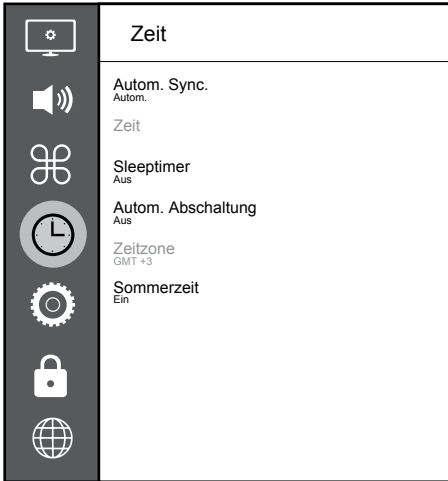 Zeit
Autom. Sync.
Autom.
Zeit
Sleeptimer
Aus
Autom. Abschaltung
Aus
Zeitzone
GMT +3
Sommerzeit
Ein